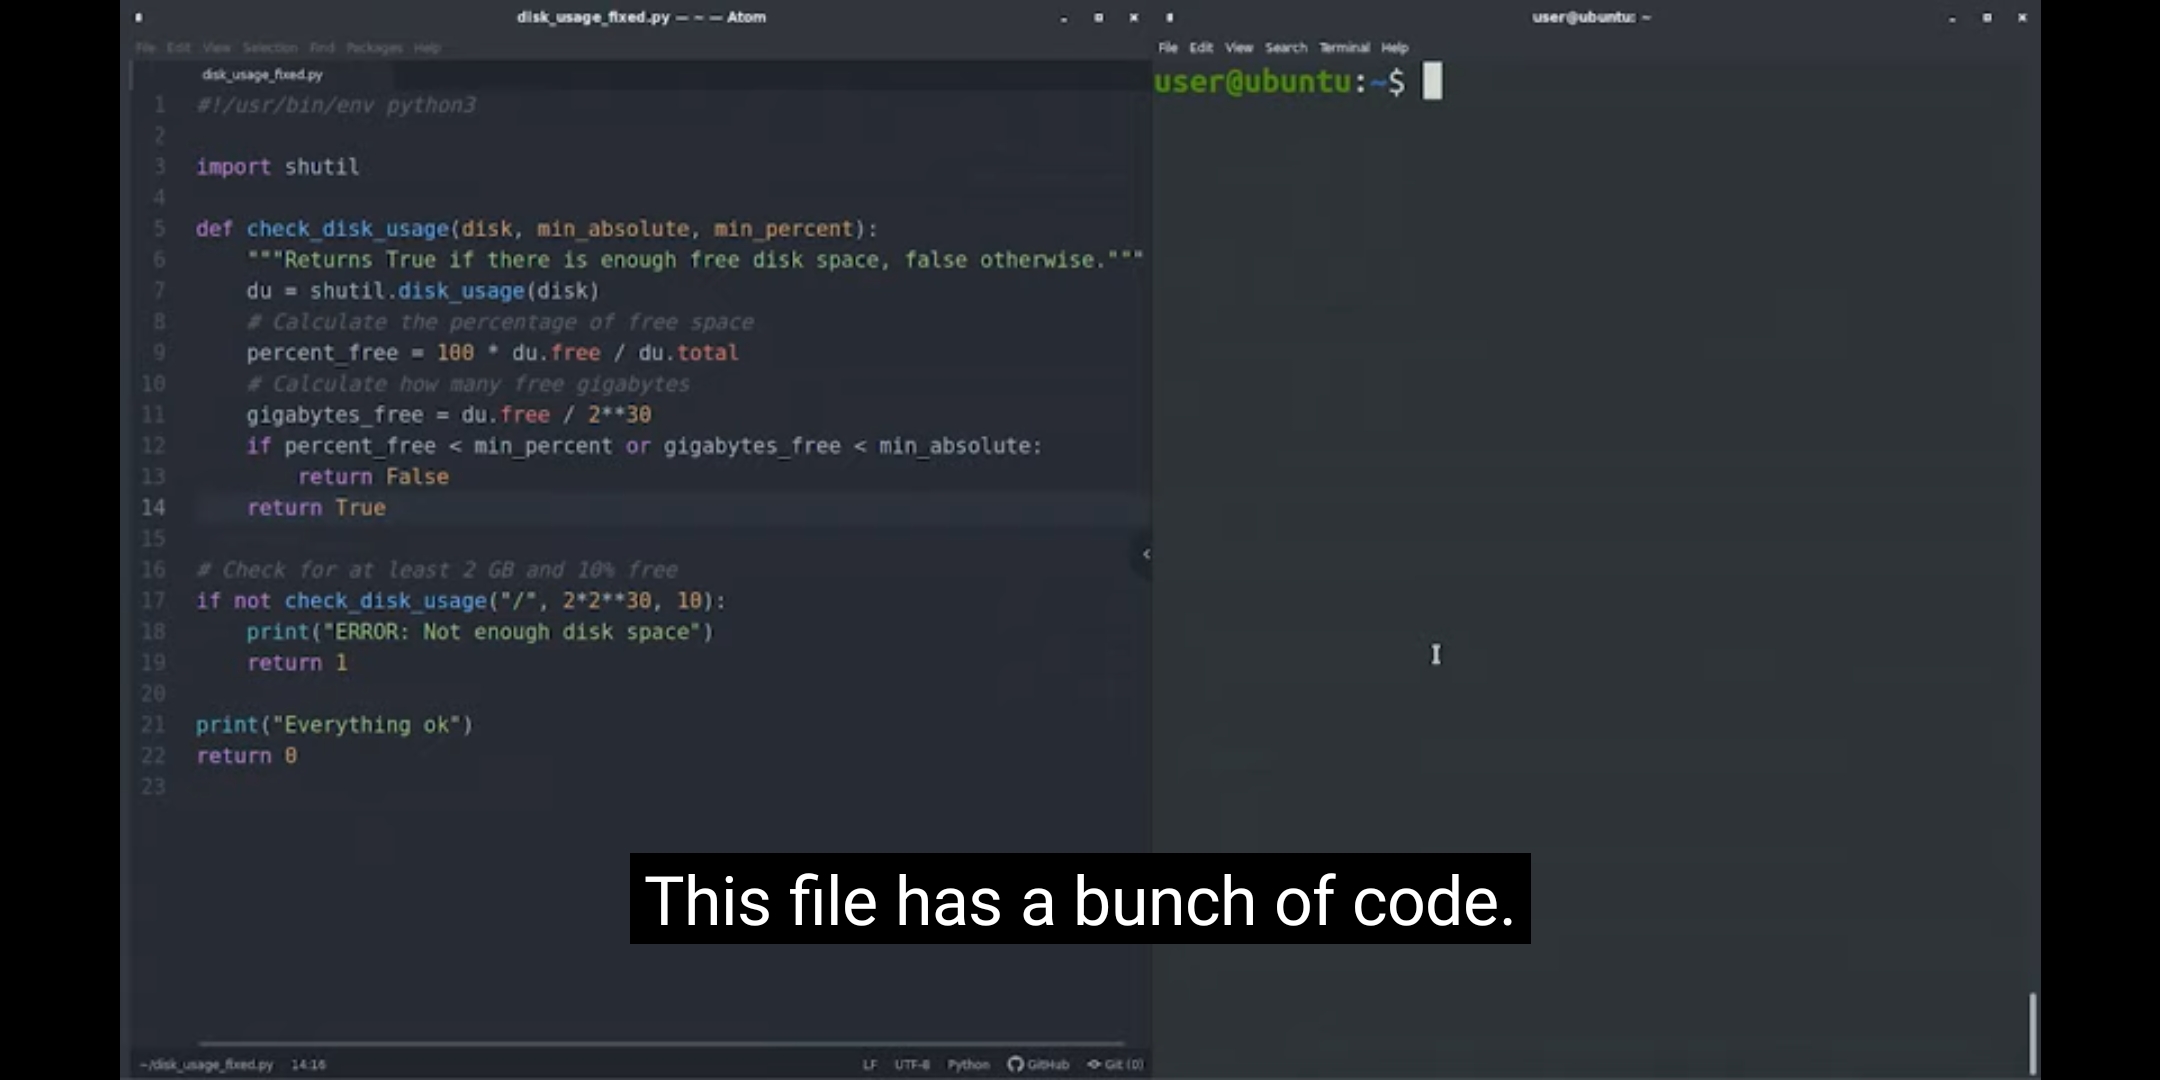 disk_usage_fixed.py — ~ — Atom
File Edit View Selection Find Packages Help
disk_usage_fixed.py
1 #!/usr/bin/env python3
2
3 import shutil
4
5 def check_disk_usage(disk, min_absolute, min_percent):
6     """Returns True if there is enough free disk space, false otherwise."""
7     du = shutil.disk_usage(disk)
8     # Calculate the percentage of free space
9     percent_free = 100 * du.free / du.total
10     # Calculate how many free gigabytes
11     gigabytes_free = du.free / 2**30
12     if percent_free < min_percent or gigabytes_free < min_absolute:
13         return False
14     return True
15
16 # Check for at least 2 GB and 10% free
17 if not check_disk_usage("/", 2*2**30, 10):
18     print("ERROR: Not enough disk space")
19     return 1
20
21 print("Everything ok")
22 return 0
23
~/disk_usage_fixed.py 14:16 LF UTF-8 Python GitHub Git (0)
user@ubuntu: ~
File Edit View Search Terminal Help
user@ubuntu:~$
This file has a bunch of code.